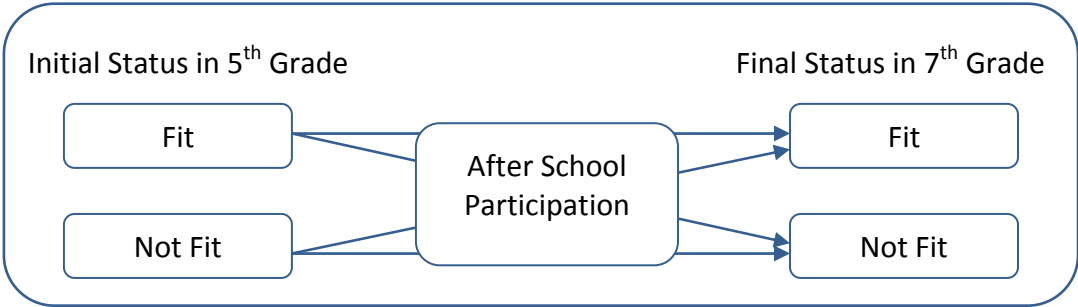 Initial Status in 5th Grade
Final Status in 7th Grade
Fit
After School
Participation
Fit
Not Fit
Not Fit